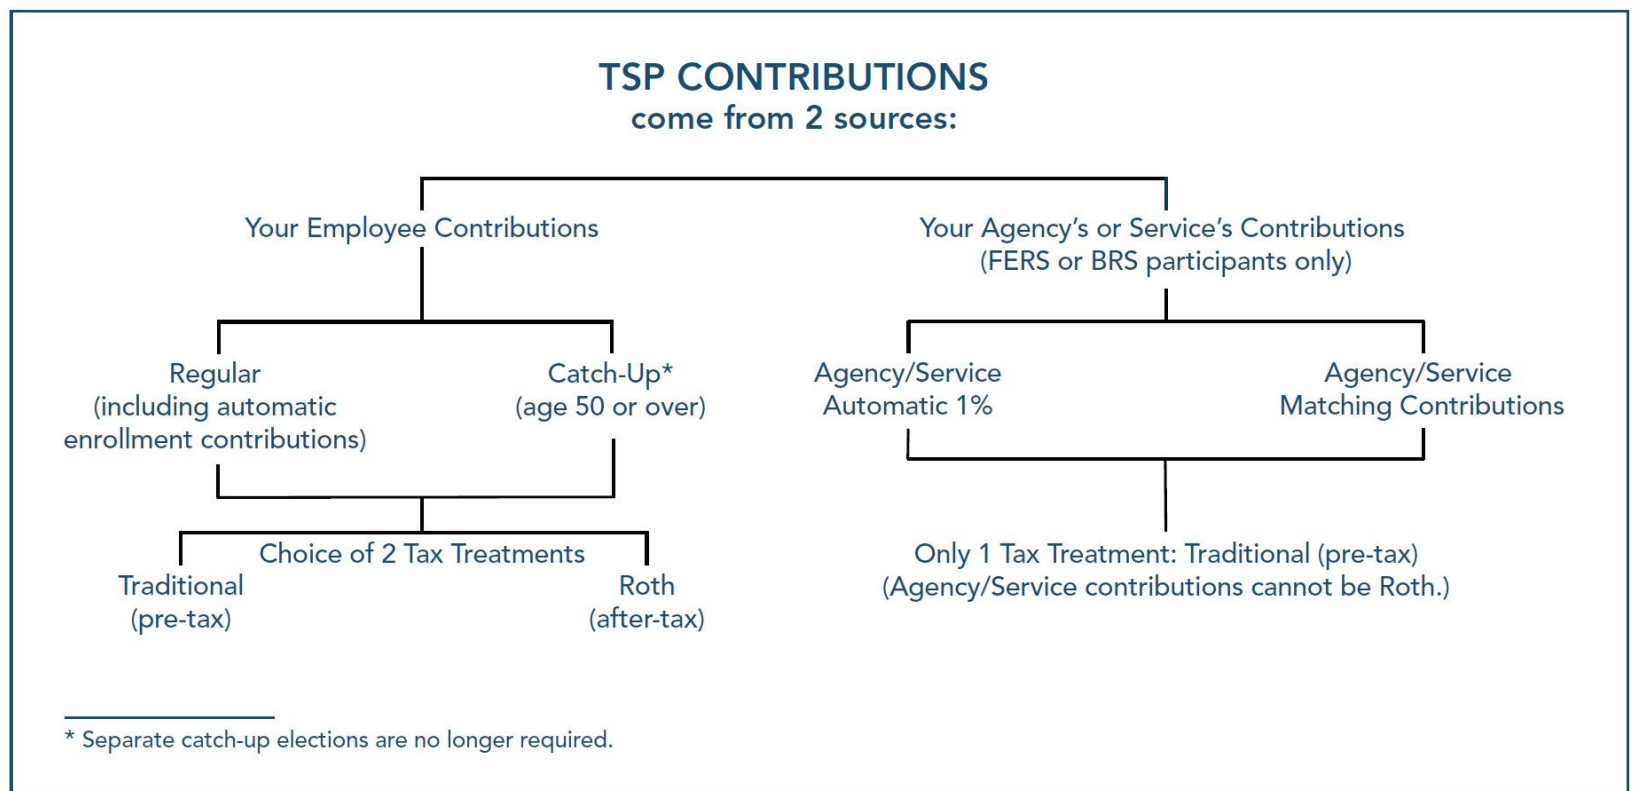 TSP CONTRIBUTIONS
come from 2 sources:
Your Employee Contributions
Your Agency’s or Service’s Contributions
(FERS or BRS participants only)
Regular
(including automatic
enrollment contributions)
Catch-Up*
(age 50 or over)
Agency/Service
Automatic 1%
Agency/Service
Matching Contributions
Choice of 2 Tax Treatments
Traditional
(pre-tax)
Roth
(after-tax)
Only 1 Tax Treatment: Traditional (pre-tax)
(Agency/Service contributions cannot be Roth.)
* Separate catch-up elections are no longer required.